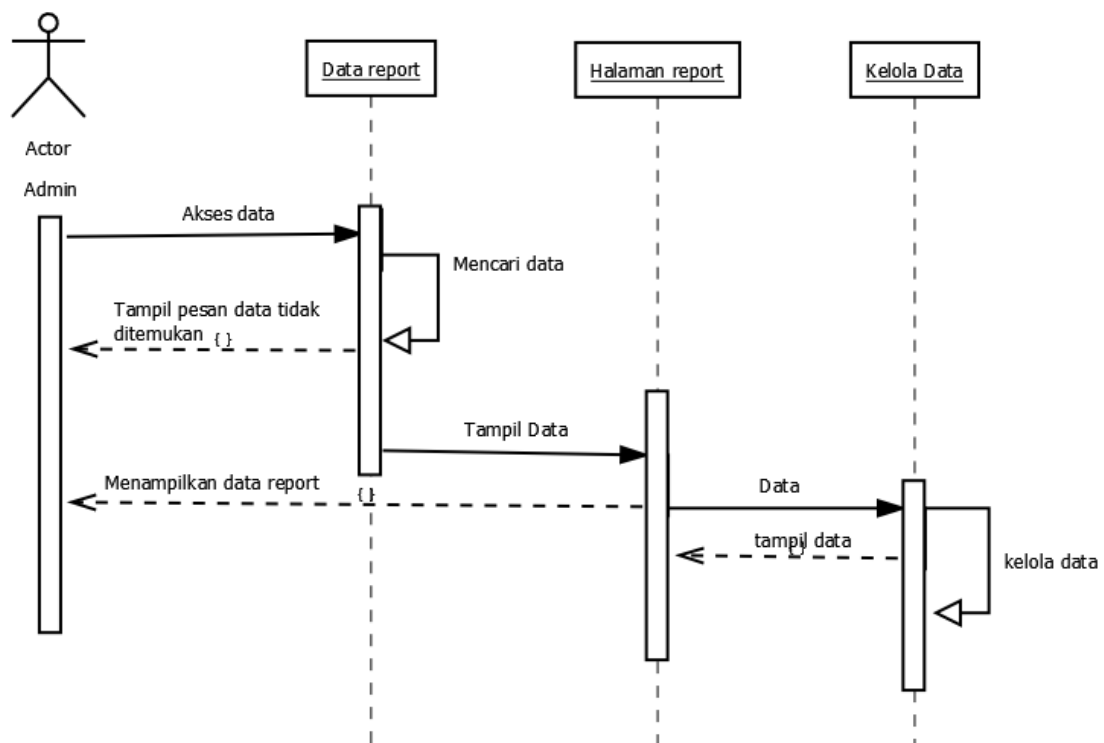 Data report
Halaman report
Kelola Data
Actor
Admin
Akses data
Mencari data
Tampil pesan data tidak
ditemukan { }
Tampil Data
Menampilkan data report
{ }
Data
tampil data
{ }
kelola data